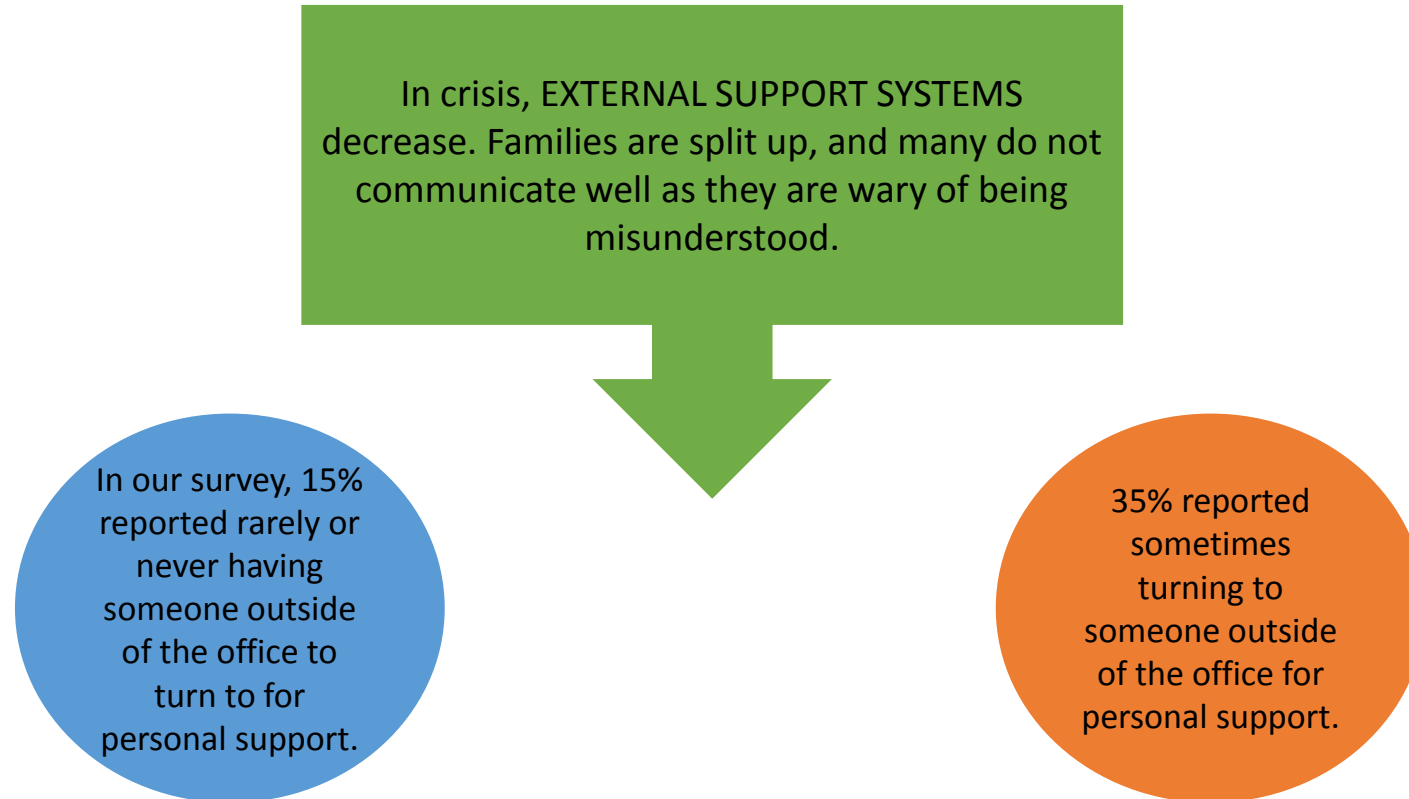 In crisis, EXTERNAL SUPPORT SYSTEMS
decrease. Families are split up, and many do not
communicate well as they are wary of being
misunderstood.
In our survey, 15%
reported rarely or
never having
someone outside
of the office to
turn to for
personal support.
35% reported
sometimes
turning to
someone outside
of the office for
personal support.